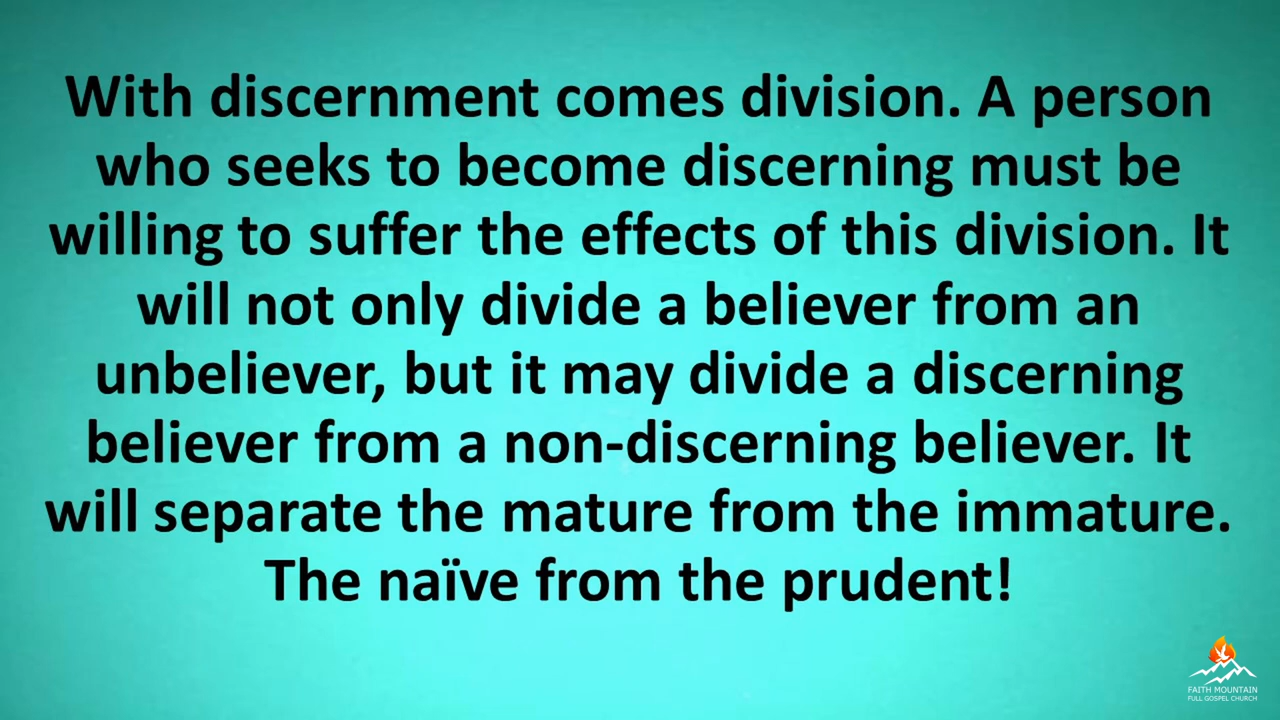 With discernment comes division. A person
who seeks to become discerning must be
willing to suffer the effects of this division. It
will not only divide a believer from an
unbeliever, but it may divide a discerning
believer from a non-discerning believer. It
will separate the mature from the immature.
The naïve from the prudent!
FAITH MOUNTAIN
FULL GOSPEL CHURCH